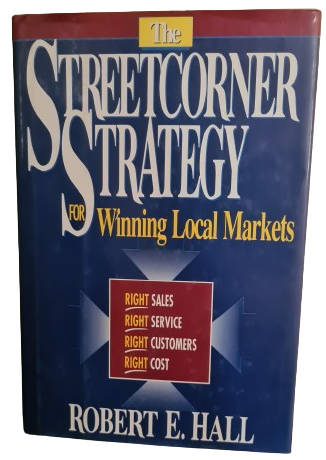 The
STREETCORNER
STRATEGY
FOR Winning Local Markets
RIGHT SALES
RIGHT SERVICE
RIGHT CUSTOMERS
RIGHT COST
ROBERT E. HALL